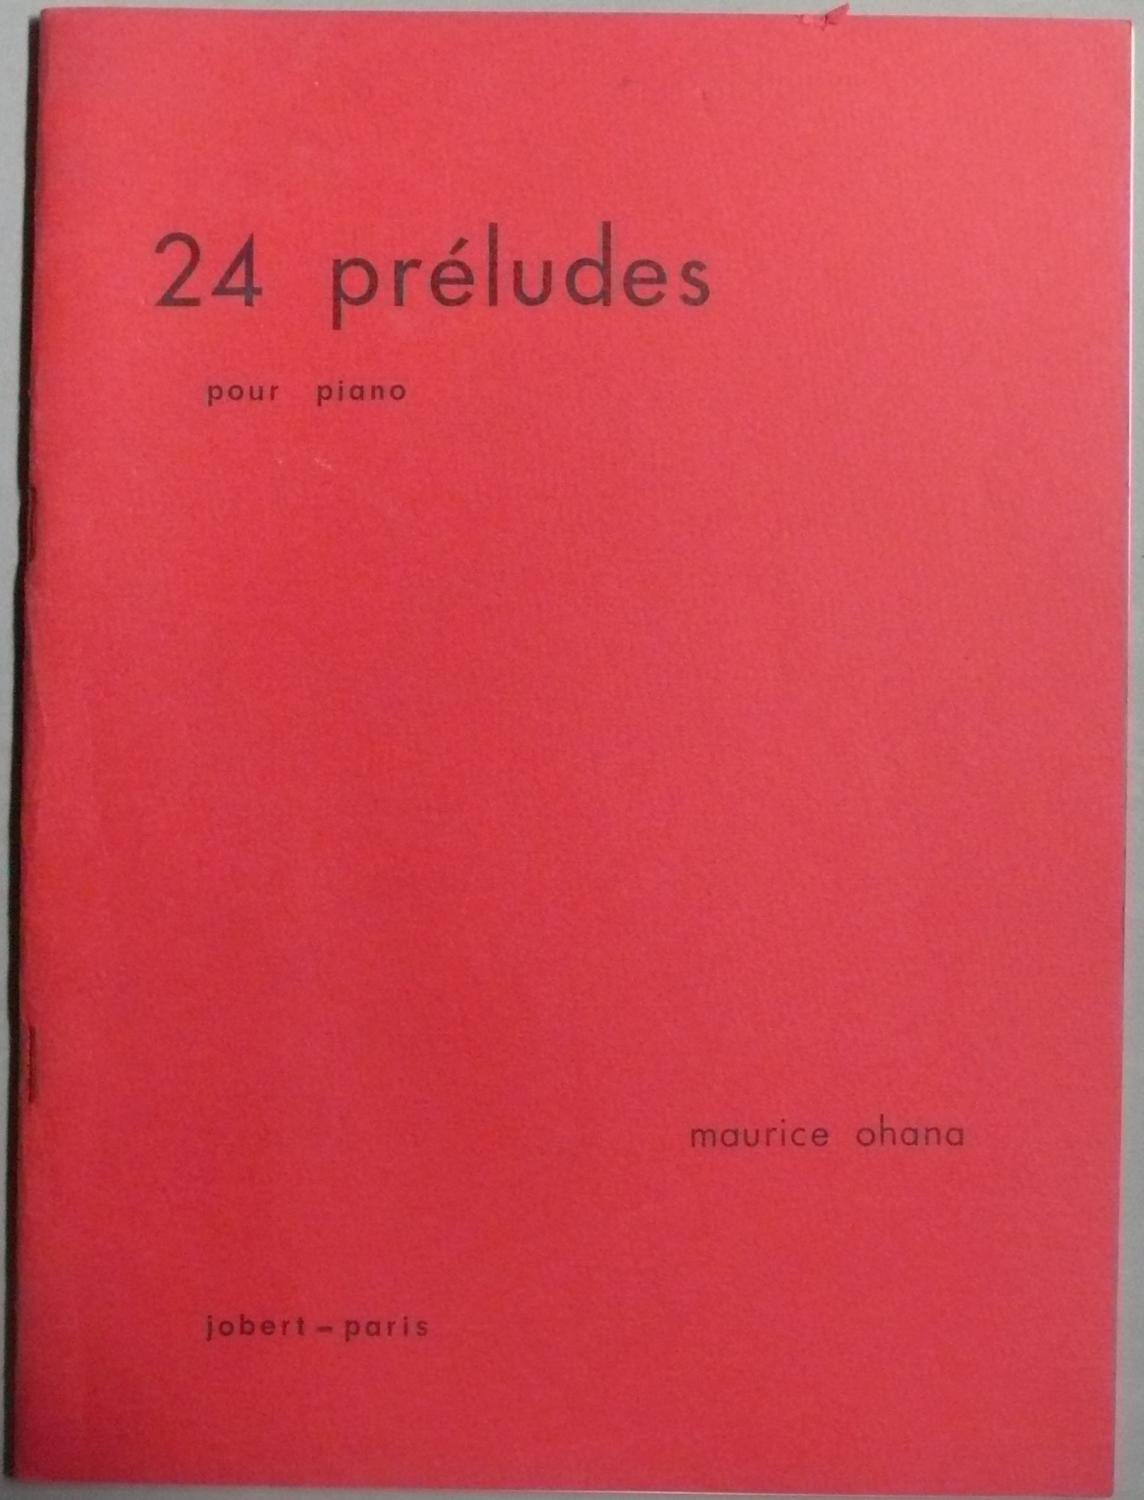 24 préludes
pour piano
maurice ohana
jobert – paris